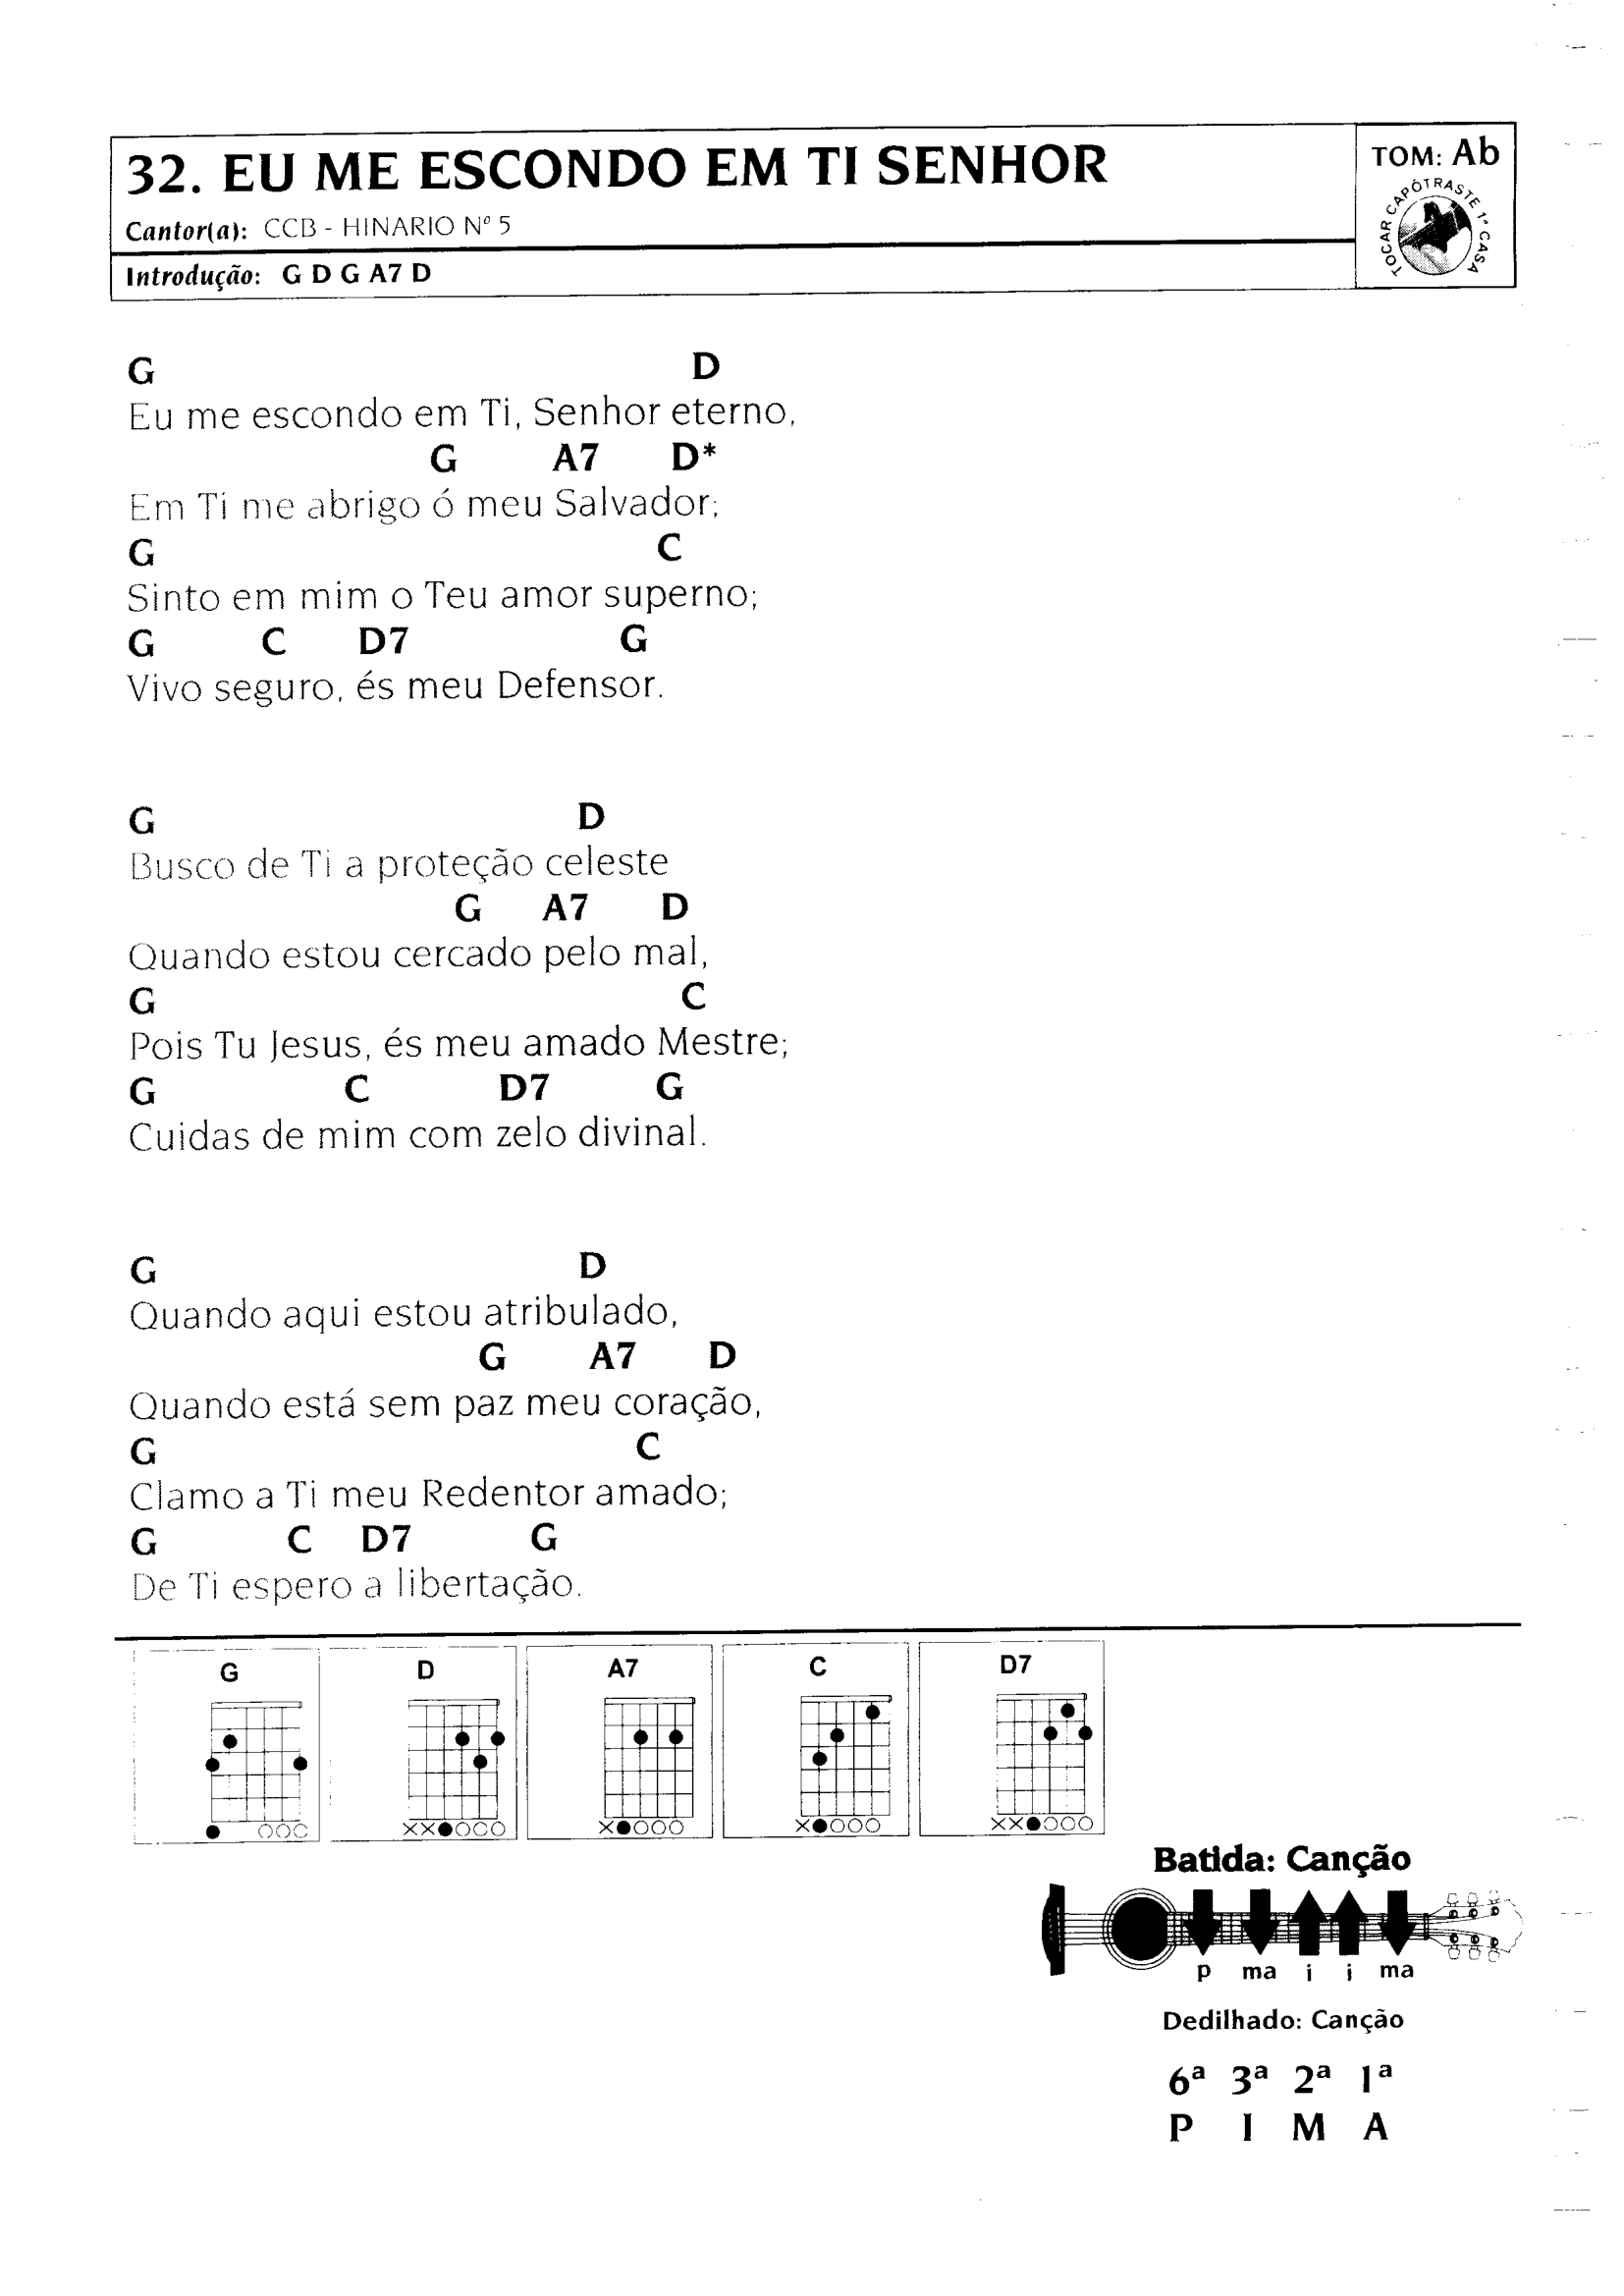 32. EU ME ESCONDO EM TI SENHOR
Cantor(a): CCB - HINARIO Nº 5
Introdução: G D G A7 D
TOM: Ab
TOCAR CAPÓTRASTE 1ª CASA
G D
Eu me escondo em Ti, Senhor eterno,
G A7 D*
Em Ti me abrigo ó meu Salvador;
G C
Sinto em mim o Teu amor superno;
G C D7 G
Vivo seguro, és meu Defensor.
G D
Busco de Ti a proteção celeste
G A7 D
Quando estou cercado pelo mal,
G C
Pois Tu Jesus, és meu amado Mestre;
G C D7 G
Cuidas de mim com zelo divinal.
G D
Quando aqui estou atribulado,
G A7 D
Quando está sem paz meu coração,
G C
Clamo a Ti meu Redentor amado;
G C D7 G
De Ti espero a libertação.
G D A7 C D7
Batida: Canção
p ma i i ma
Dedilhado: Canção
6ª 3ª 2ª 1ª
P I M A